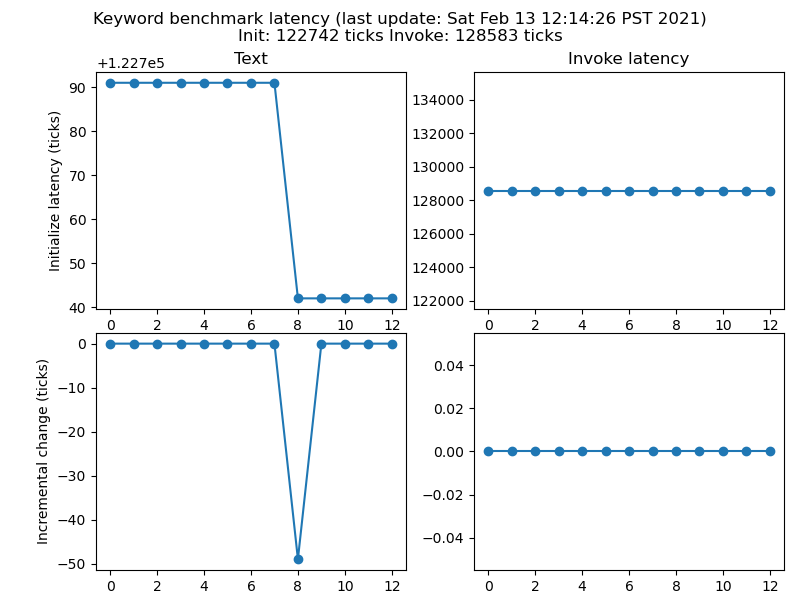 Keyword benchmark latency (last update: Sat Feb 13 12:14:26 PST 2021)
Init: 122742 ticks Invoke: 128583 ticks
Text
Invoke latency
+1.227e5
Initialize latency (ticks)
90
80
70
60
50
40
0 2 4 6 8 10 12
134000
132000
130000
128000
126000
124000
122000
0 2 4 6 8 10 12
Incremental change (ticks)
0
−10
−20
−30
−40
−50
0 2 4 6 8 10 12
0.04
0.02
0.00
−0.02
−0.04
0 2 4 6 8 10 12